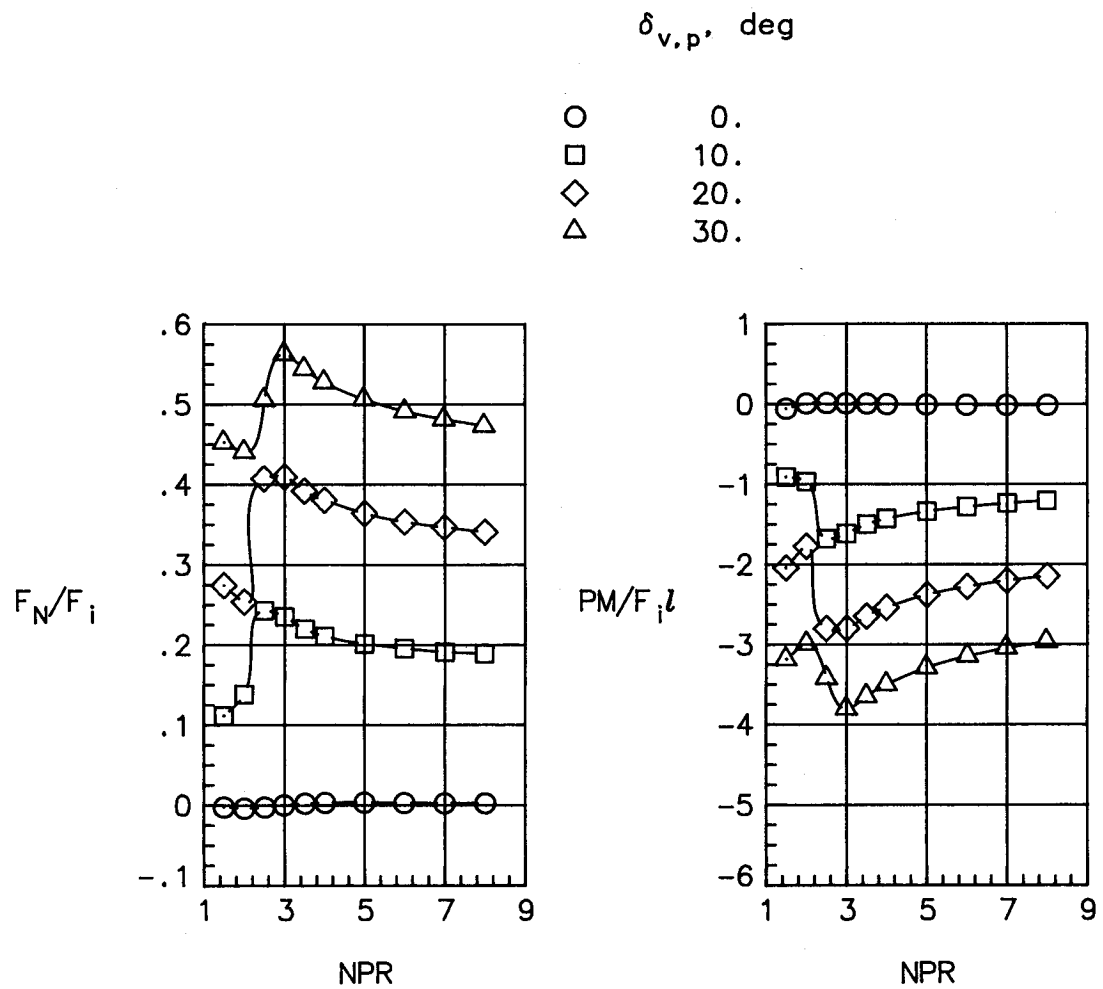 δv,p, deg
0.
10.
20.
30.
.6
.5
.4
.3
.2
.1
0
-.1
FN/Fi
1 3 5 7 9
NPR
1
0
-1
-2
-3
-4
-5
-6
PM/Fil
1 3 5 7 9
NPR